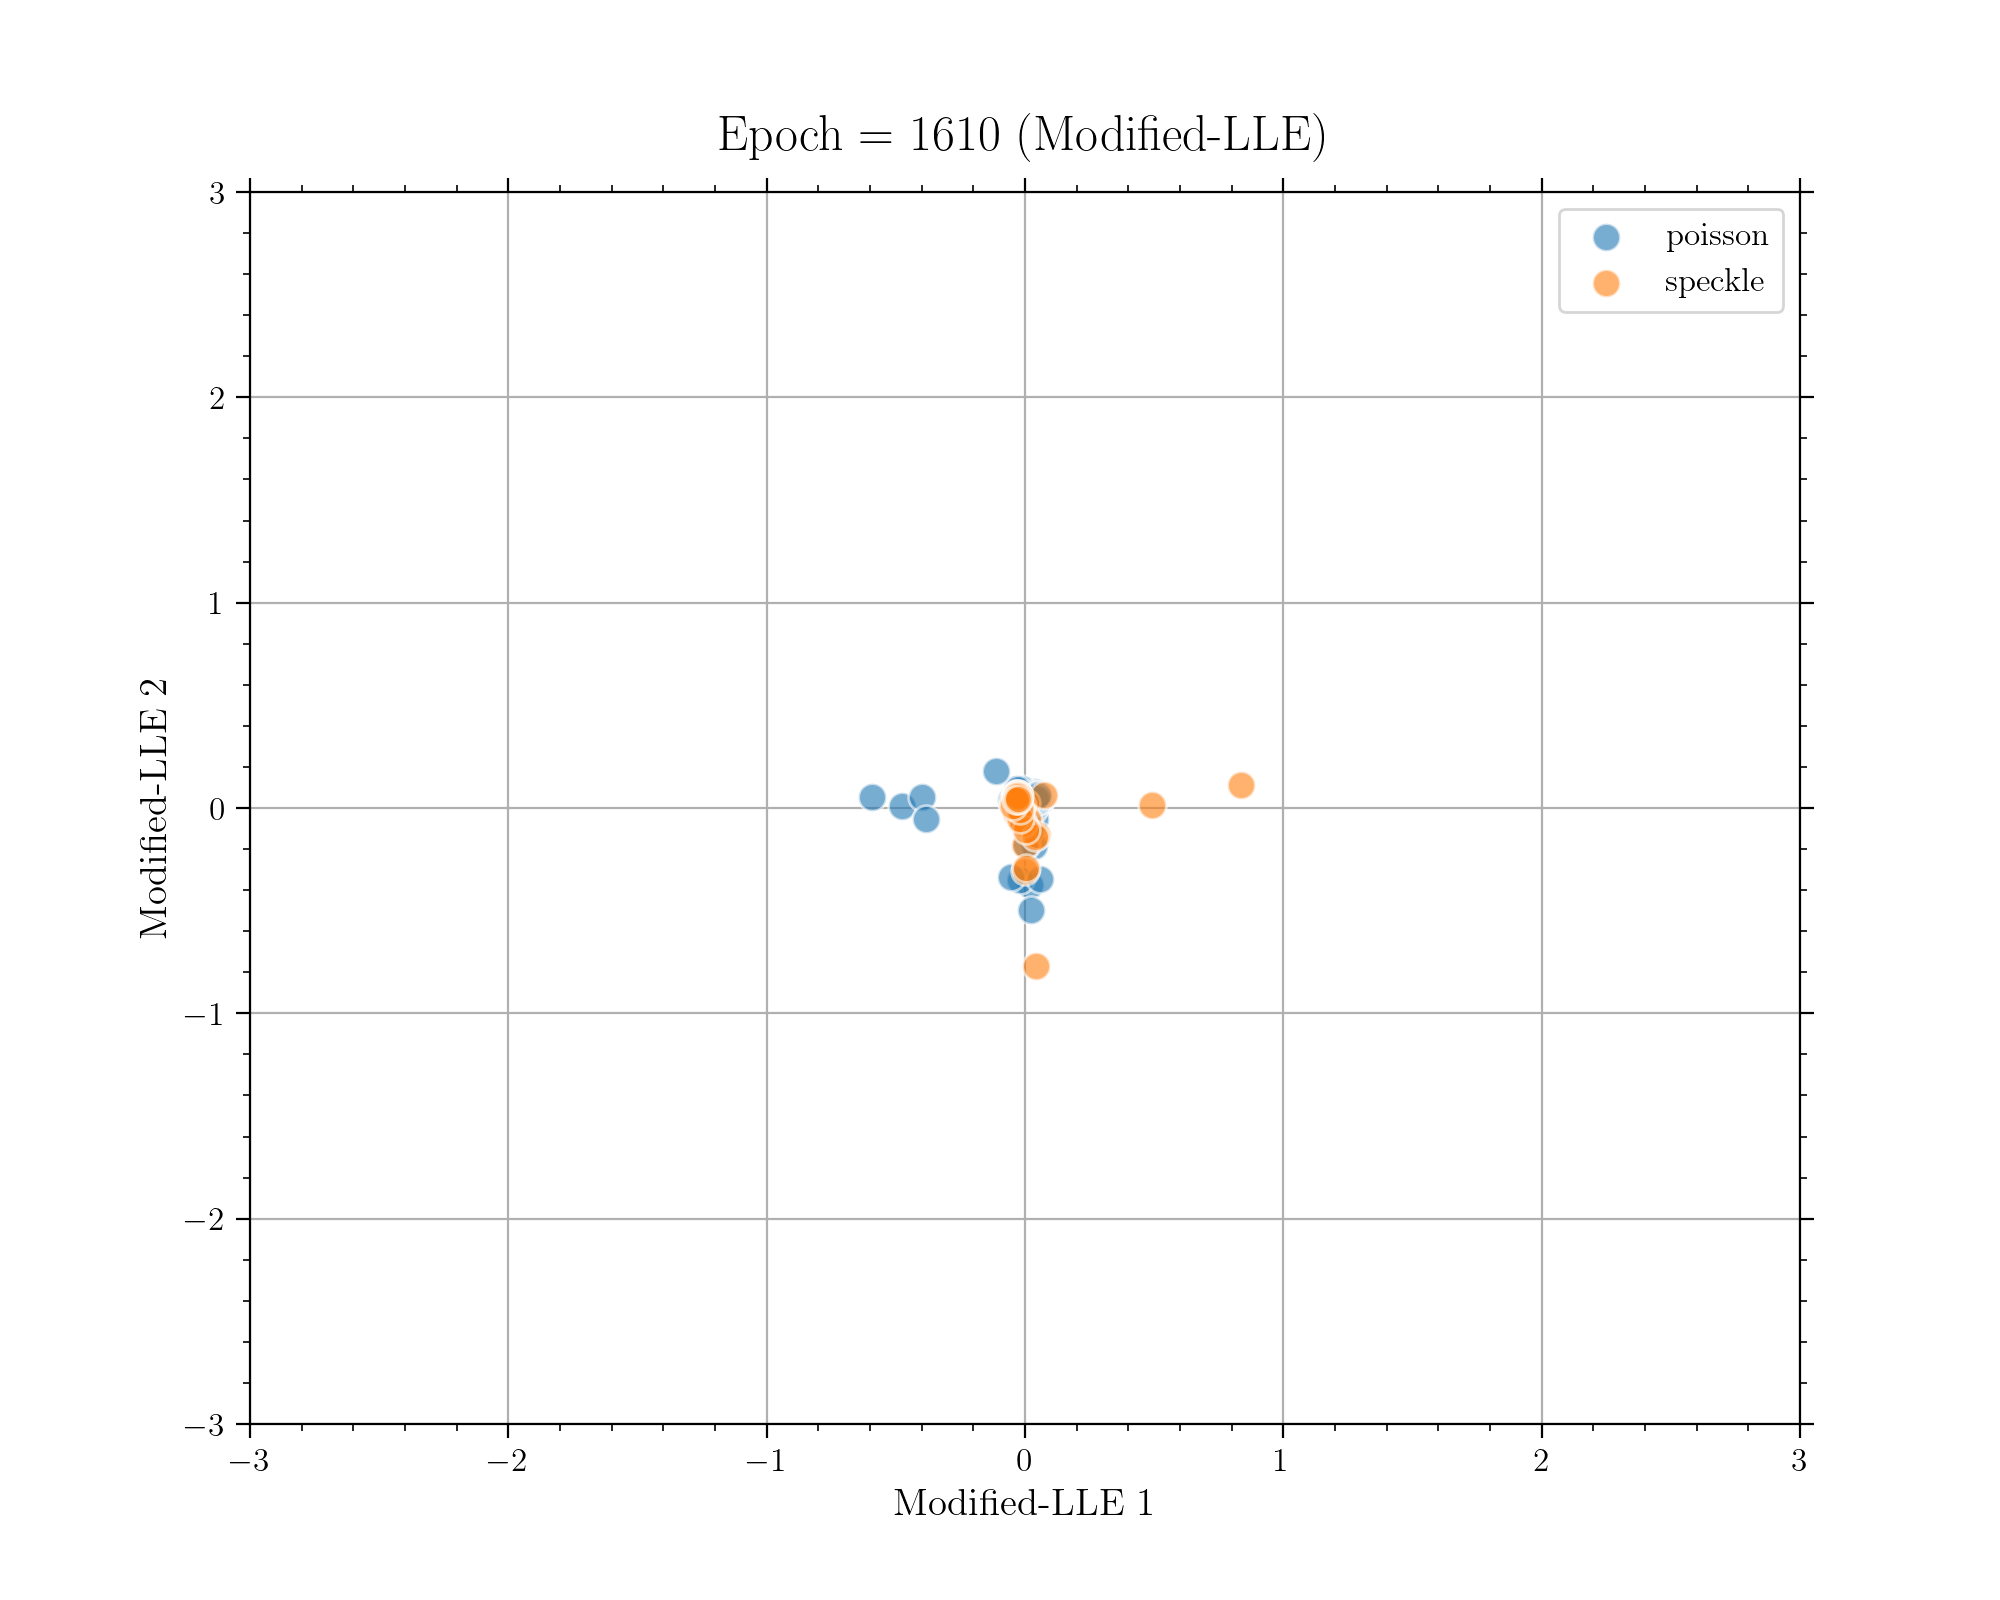 Epoch = 1610 (Modified-LLE)
poisson
speckle
3
2
1
0
−1
−2
−3
Modified-LLE 2
−3
−2
−1
0
1
2
3
Modified-LLE 1